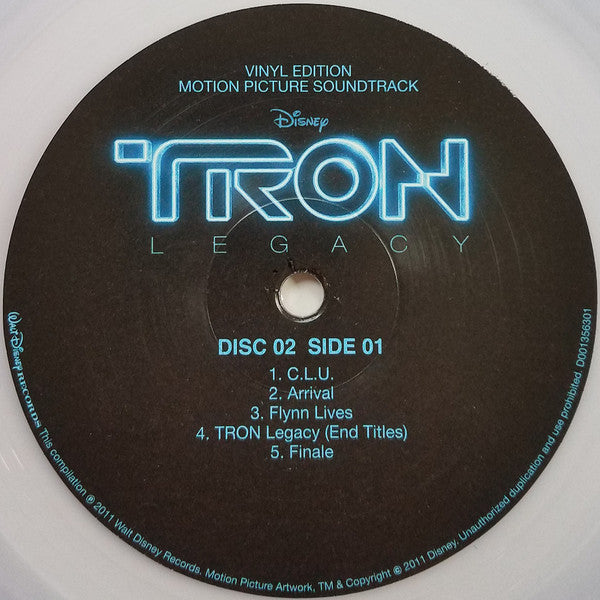 VINYL EDITION
MOTION PICTURE SOUNDTRACK
Disney
TRON
LEGACY
DISC 02 SIDE 01
1. C.L.U.
2. Arrival
3. Flynn Lives
4. TRON Legacy (End Titles)
5. Finale
WALT DISNEY RECORDS This compilation ℗ 2011 Walt Disney Records. Motion Picture Artwork, TM & Copyright © 2011 Disney. Unauthorized duplication and use prohibited. D001356301